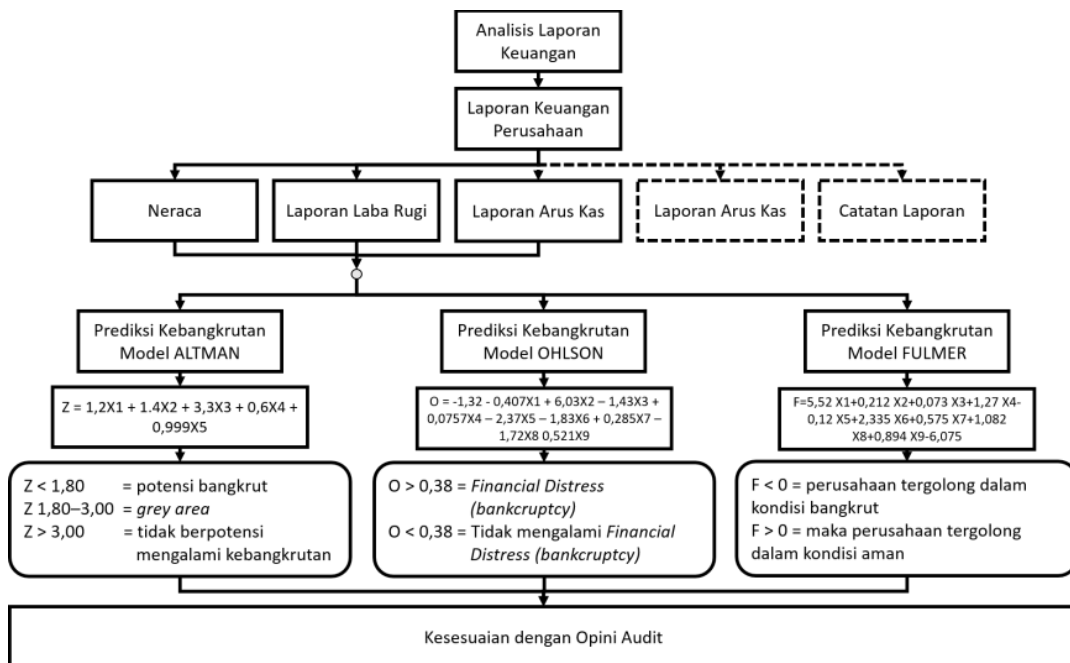 Analisis Laporan
Keuangan
Laporan Keuangan
Perusahaan
Neraca
Laporan Laba Rugi
Laporan Arus Kas
Laporan Arus Kas
Catatan Laporan
Prediksi Kebangkrutan
Model ALTMAN
Prediksi Kebangkrutan
Model OHLSON
Prediksi Kebangkrutan
Model FULMER
Z = 1,2X1 + 1.4X2 + 3,3X3 + 0,6X4 +
0,999X5
O = -1,32 - 0,407X1 + 6,03X2 – 1,43X3 +
0,0757X4 – 2,37X5 – 1,83X6 + 0,285X7 –
1,72X8 0,521X9
F=5,52 X1+0,212 X2+0,073 X3+1,27 X4-
0,12 X5+2,335 X6+0,575 X7+1,082
X8+0,894 X9-6,075
Z < 1,80 = potensi bangkrut
Z 1,80–3,00 = grey area
Z > 3,00 = tidak berpotensi
mengalami kebangkrutan
O > 0,38 = Financial Distress
(bankcruptcy)
O < 0,38 = Tidak mengalami Financial
Distress (bankcruptcy)
F < 0 = perusahaan tergolong dalam
kondisi bangkrut
F > 0 = maka perusahaan tergolong
dalam kondisi aman
Kesesuaian dengan Opini Audit